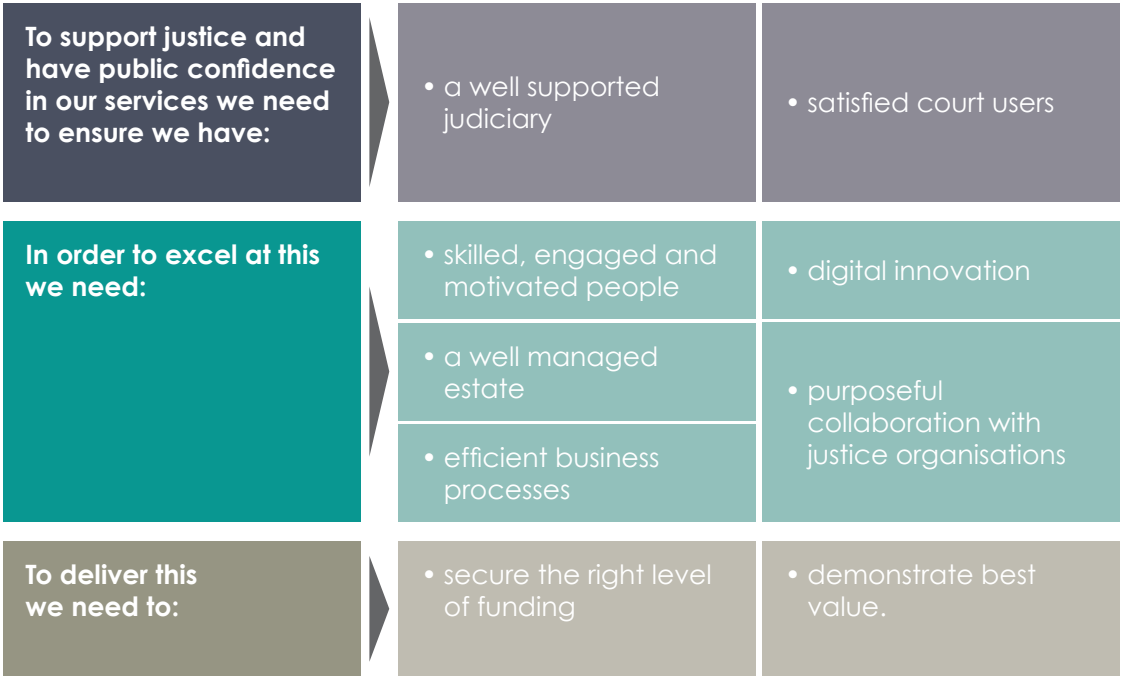 To support justice and
have public confidence
in our services we need
to ensure we have:
• a well supported
judiciary
• satisfied court users
In order to excel at this
we need:
• skilled, engaged and
motivated people
• digital innovation
• a well managed
estate
• purposeful
collaboration with
justice organisations
• efficient business
processes
To deliver this
we need to:
• secure the right level
of funding
• demonstrate best
value.